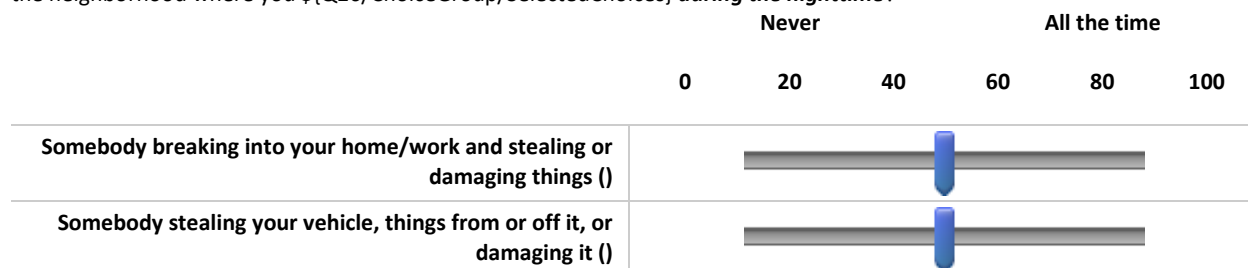 the neighborhood where you ${Q26/ChoiceGroup/SelectedChoices} during the nighttime?
Never All the time
0 20 40 60 80 100
Somebody breaking into your home/work and stealing or
damaging things ()
Somebody stealing your vehicle, things from or off it, or
damaging it ()